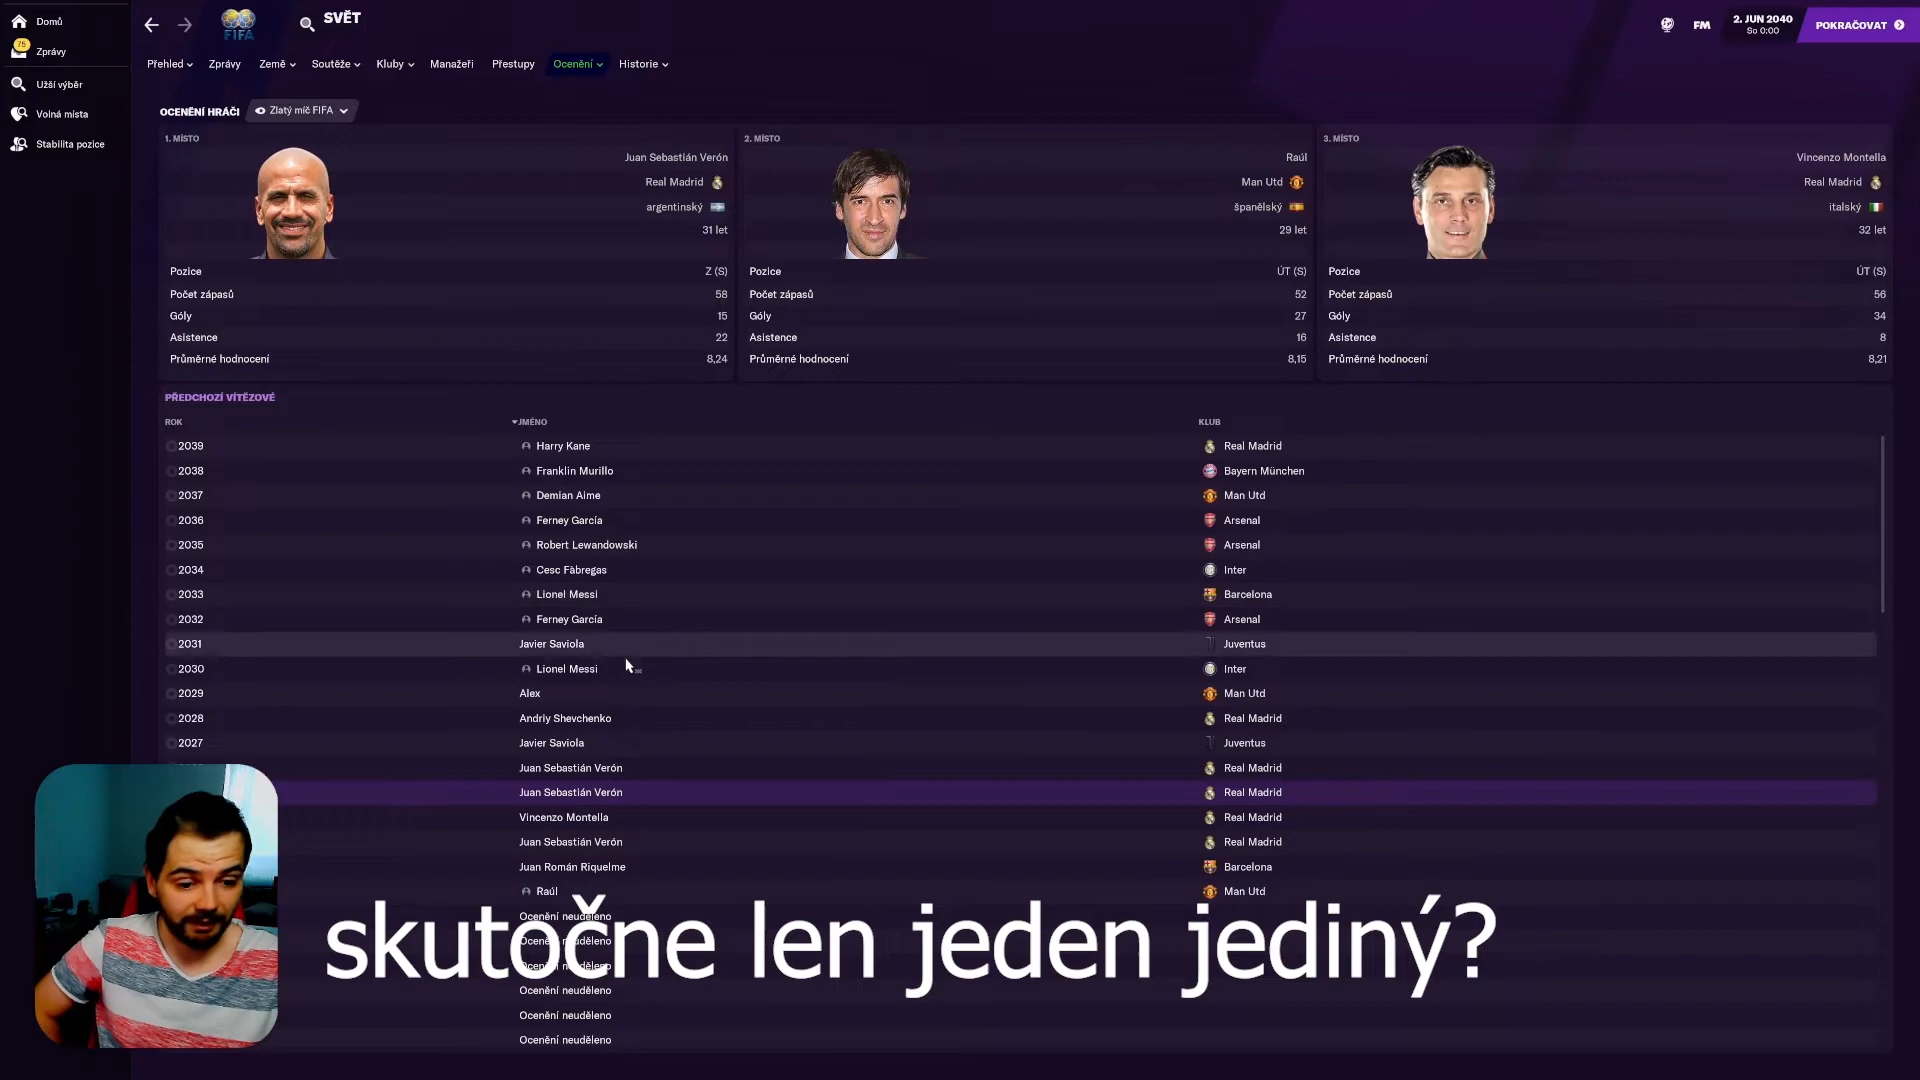 Domů
SVĚT
2. JUN 2040
So 0:00
FM
POKRAČOVAT
75
Zprávy
FIFA
Užší výběr
Volná místa
Stabilita pozice
Přehled
Zprávy
Země
Soutěže
Kluby
Manažeři
Přestupy
Ocenění
Historie
OCENĚNÍ HRÁČI
Zlatý míč FIFA
1. MÍSTO
Juan Sebastián Verón
Real Madrid
argentinský
31 let
Pozice Z (S)
Počet zápasů 58
Góly 15
Asistence 22
Průměrné hodnocení 8,24
2. MÍSTO
Raúl
Man Utd
španělský
29 let
Pozice ÚT (S)
Počet zápasů 52
Góly 27
Asistence 16
Průměrné hodnocení 8,15
3. MÍSTO
Vincenzo Montella
Real Madrid
italský
32 let
Pozice ÚT (S)
Počet zápasů 56
Góly 34
Asistence 8
Průměrné hodnocení 8,21
PŘEDCHOZÍ VÍTĚZOVÉ
ROK JMÉNO KLUB
2039 Harry Kane Real Madrid
2038 Franklin Murillo Bayern München
2037 Demian Aime Man Utd
2036 Ferney García Arsenal
2035 Robert Lewandowski Arsenal
2034 Cesc Fàbregas Inter
2033 Lionel Messi Barcelona
2032 Ferney García Arsenal
2031 Javier Saviola Juventus
2030 Lionel Messi Inter
2029 Alex Man Utd
2028 Andriy Shevchenko Real Madrid
2027 Javier Saviola Juventus
Juan Sebastián Verón Real Madrid
Juan Sebastián Verón Real Madrid
Vincenzo Montella Real Madrid
Juan Sebastián Verón Real Madrid
Juan Román Riquelme Barcelona
Raúl Man Utd
Ocenění neuděleno
Ocenění neuděleno
Ocenění neuděleno
Ocenění neuděleno
Ocenění neuděleno
Ocenění neuděleno
skutočne len jeden jediný?